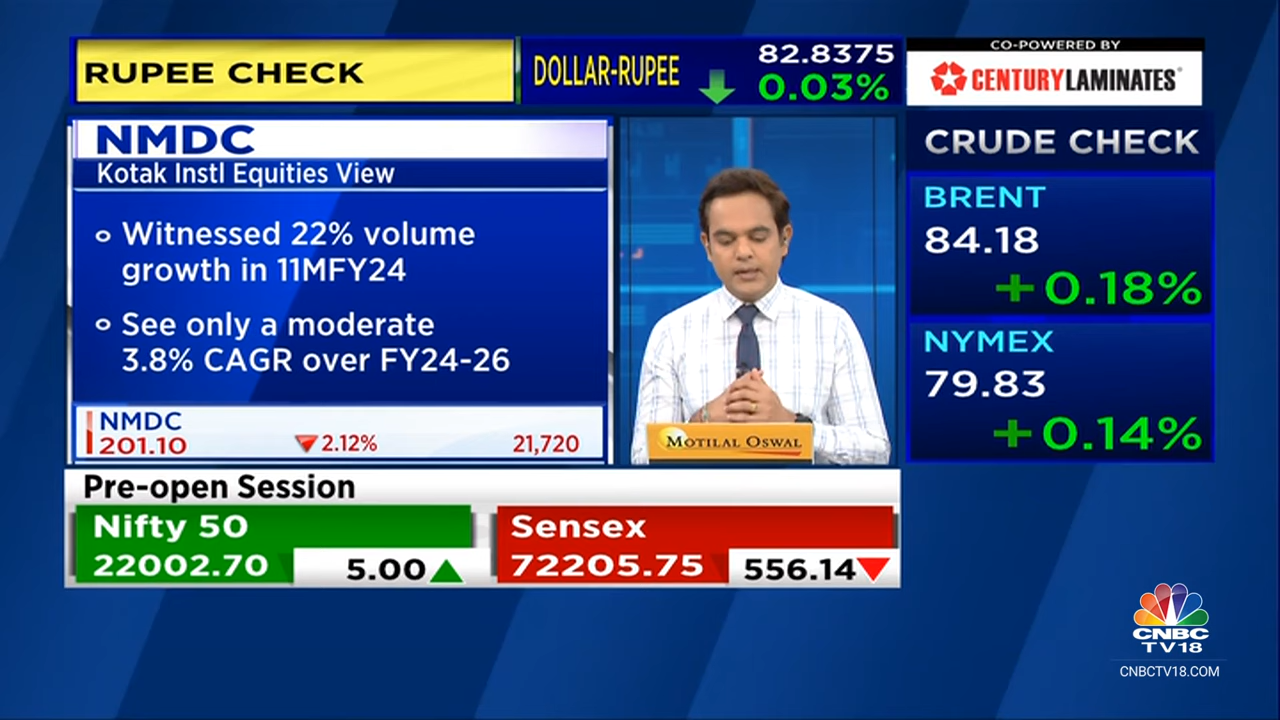 RUPEE CHECK
DOLLAR-RUPEE
82.8375
0.03%
CO-POWERED BY
CENTURYLAMINATES®
NMDC
Kotak Instl Equities View
Witnessed 22% volume
growth in 11MFY24
See only a moderate
3.8% CAGR over FY24-26
NMDC
201.10 2.12% 21,720
MOTILAL OSWAL
CRUDE CHECK
BRENT
84.18
+0.18%
NYMEX
79.83
+0.14%
Pre-open Session
Nifty 50
22002.70 5.00
Sensex
72205.75 556.14
CNBC
TV18
CNBCTV18.COM